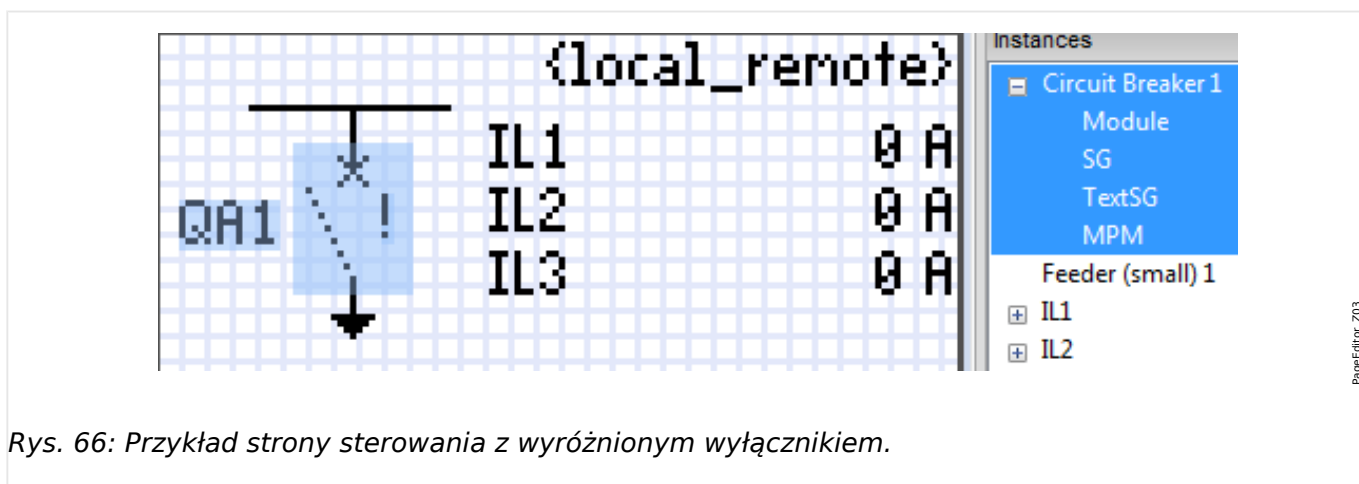 {local_remote}
QA1
!
IL1 0 A
IL2 0 A
IL3 0 A
Instances
Circuit Breaker 1
Module
SG
TextSG
MPM
Feeder (small) 1
IL1
IL2
PageEditor_Z03
Rys. 66: Przykład strony sterowania z wyróżnionym wyłącznikiem.